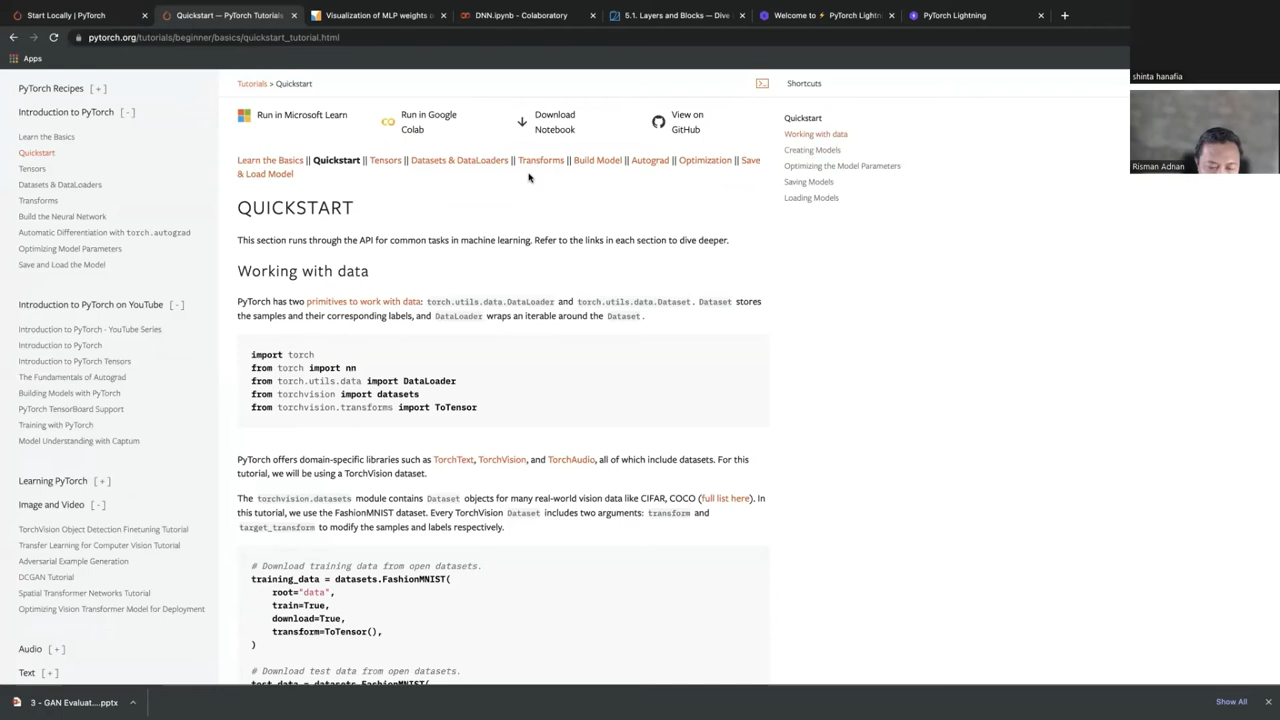 Start Locally | PyTorch
Quickstart — PyTorch Tutorials
Visualization of MLP weights o
DNN.ipynb - Colaboratory
5.1. Layers and Blocks — Dive
Welcome to ⚡ PyTorch Lightn
PyTorch Lightning
pytorch.org/tutorials/beginner/basics/quickstart_tutorial.html
Apps
shinta hanafia
Risman Adnan
PyTorch Recipes [ + ]
Introduction to PyTorch [ - ]
Learn the Basics
Quickstart
Tensors
Datasets & DataLoaders
Transforms
Build the Neural Network
Automatic Differentiation with torch.autograd
Optimizing Model Parameters
Save and Load the Model
Introduction to PyTorch on YouTube [ - ]
Introduction to PyTorch - YouTube Series
Introduction to PyTorch
Introduction to PyTorch Tensors
The Fundamentals of Autograd
Building Models with PyTorch
PyTorch TensorBoard Support
Training with PyTorch
Model Understanding with Captum
Learning PyTorch [ + ]
Image and Video [ - ]
TorchVision Object Detection Finetuning Tutorial
Transfer Learning for Computer Vision Tutorial
Adversarial Example Generation
DCGAN Tutorial
Spatial Transformer Networks Tutorial
Optimizing Vision Transformer Model for Deployment
Audio [ + ]
Text [ + ]
Tutorials > Quickstart
Run in Microsoft Learn
Run in Google
Colab
Download
Notebook
View on
GitHub
Learn the Basics || Quickstart || Tensors || Datasets & DataLoaders || Transforms || Build Model || Autograd || Optimization || Save
& Load Model
QUICKSTART
This section runs through the API for common tasks in machine learning. Refer to the links in each section to dive deeper.
Working with data
PyTorch has two primitives to work with data: torch.utils.data.DataLoader and torch.utils.data.Dataset. Dataset stores
the samples and their corresponding labels, and DataLoader wraps an iterable around the Dataset.
import torch
from torch import nn
from torch.utils.data import DataLoader
from torchvision import datasets
from torchvision.transforms import ToTensor
PyTorch offers domain-specific libraries such as TorchText, TorchVision, and TorchAudio, all of which include datasets. For this
tutorial, we will be using a TorchVision dataset.
The torchvision.datasets module contains Dataset objects for many real-world vision data like CIFAR, COCO (full list here). In
this tutorial, we use the FashionMNIST dataset. Every TorchVision Dataset includes two arguments: transform and
target_transform to modify the samples and labels respectively.
# Download training data from open datasets.
training_data = datasets.FashionMNIST(
root="data",
train=True,
download=True,
transform=ToTensor(),
)
# Download test data from open datasets.
test_data = datasets.FashionMNIST(
Shortcuts
Quickstart
Working with data
Creating Models
Optimizing the Model Parameters
Saving Models
Loading Models
3 - GAN Evaluat....pptx
Show All